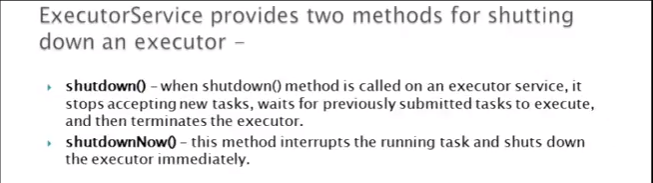 ExecutorService provides two methods for shutting
down an executor –
shutdown() – when shutdown() method is called on an executor service, it
stops accepting new tasks, waits for previously submitted tasks to execute,
and then terminates the executor.
shutdownNow() – this method interrupts the running task and shuts down
the executor immediately.